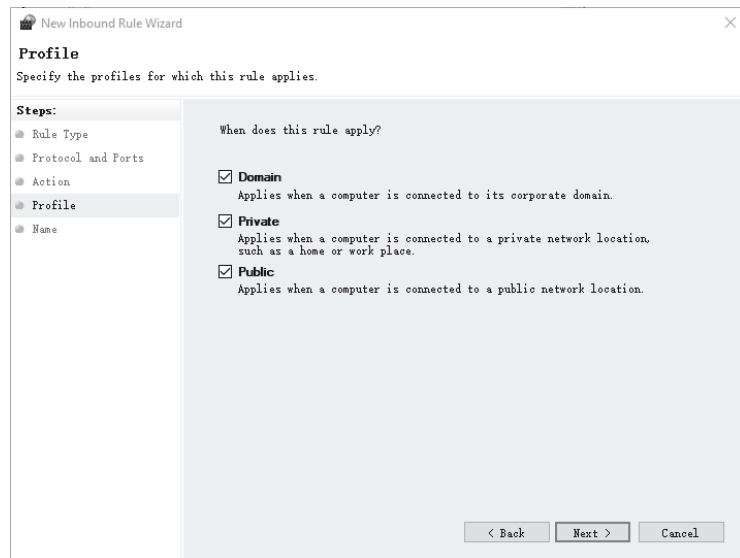 New Inbound Rule Wizard
Profile
Specify the profiles for which this rule applies.
Steps:
Rule Type
Protocol and Ports
Action
Profile
Name
When does this rule apply?
Domain
Applies when a computer is connected to its corporate domain.
Private
Applies when a computer is connected to a private network location,
such as a home or work place.
Public
Applies when a computer is connected to a public network location.
< Back Next > Cancel